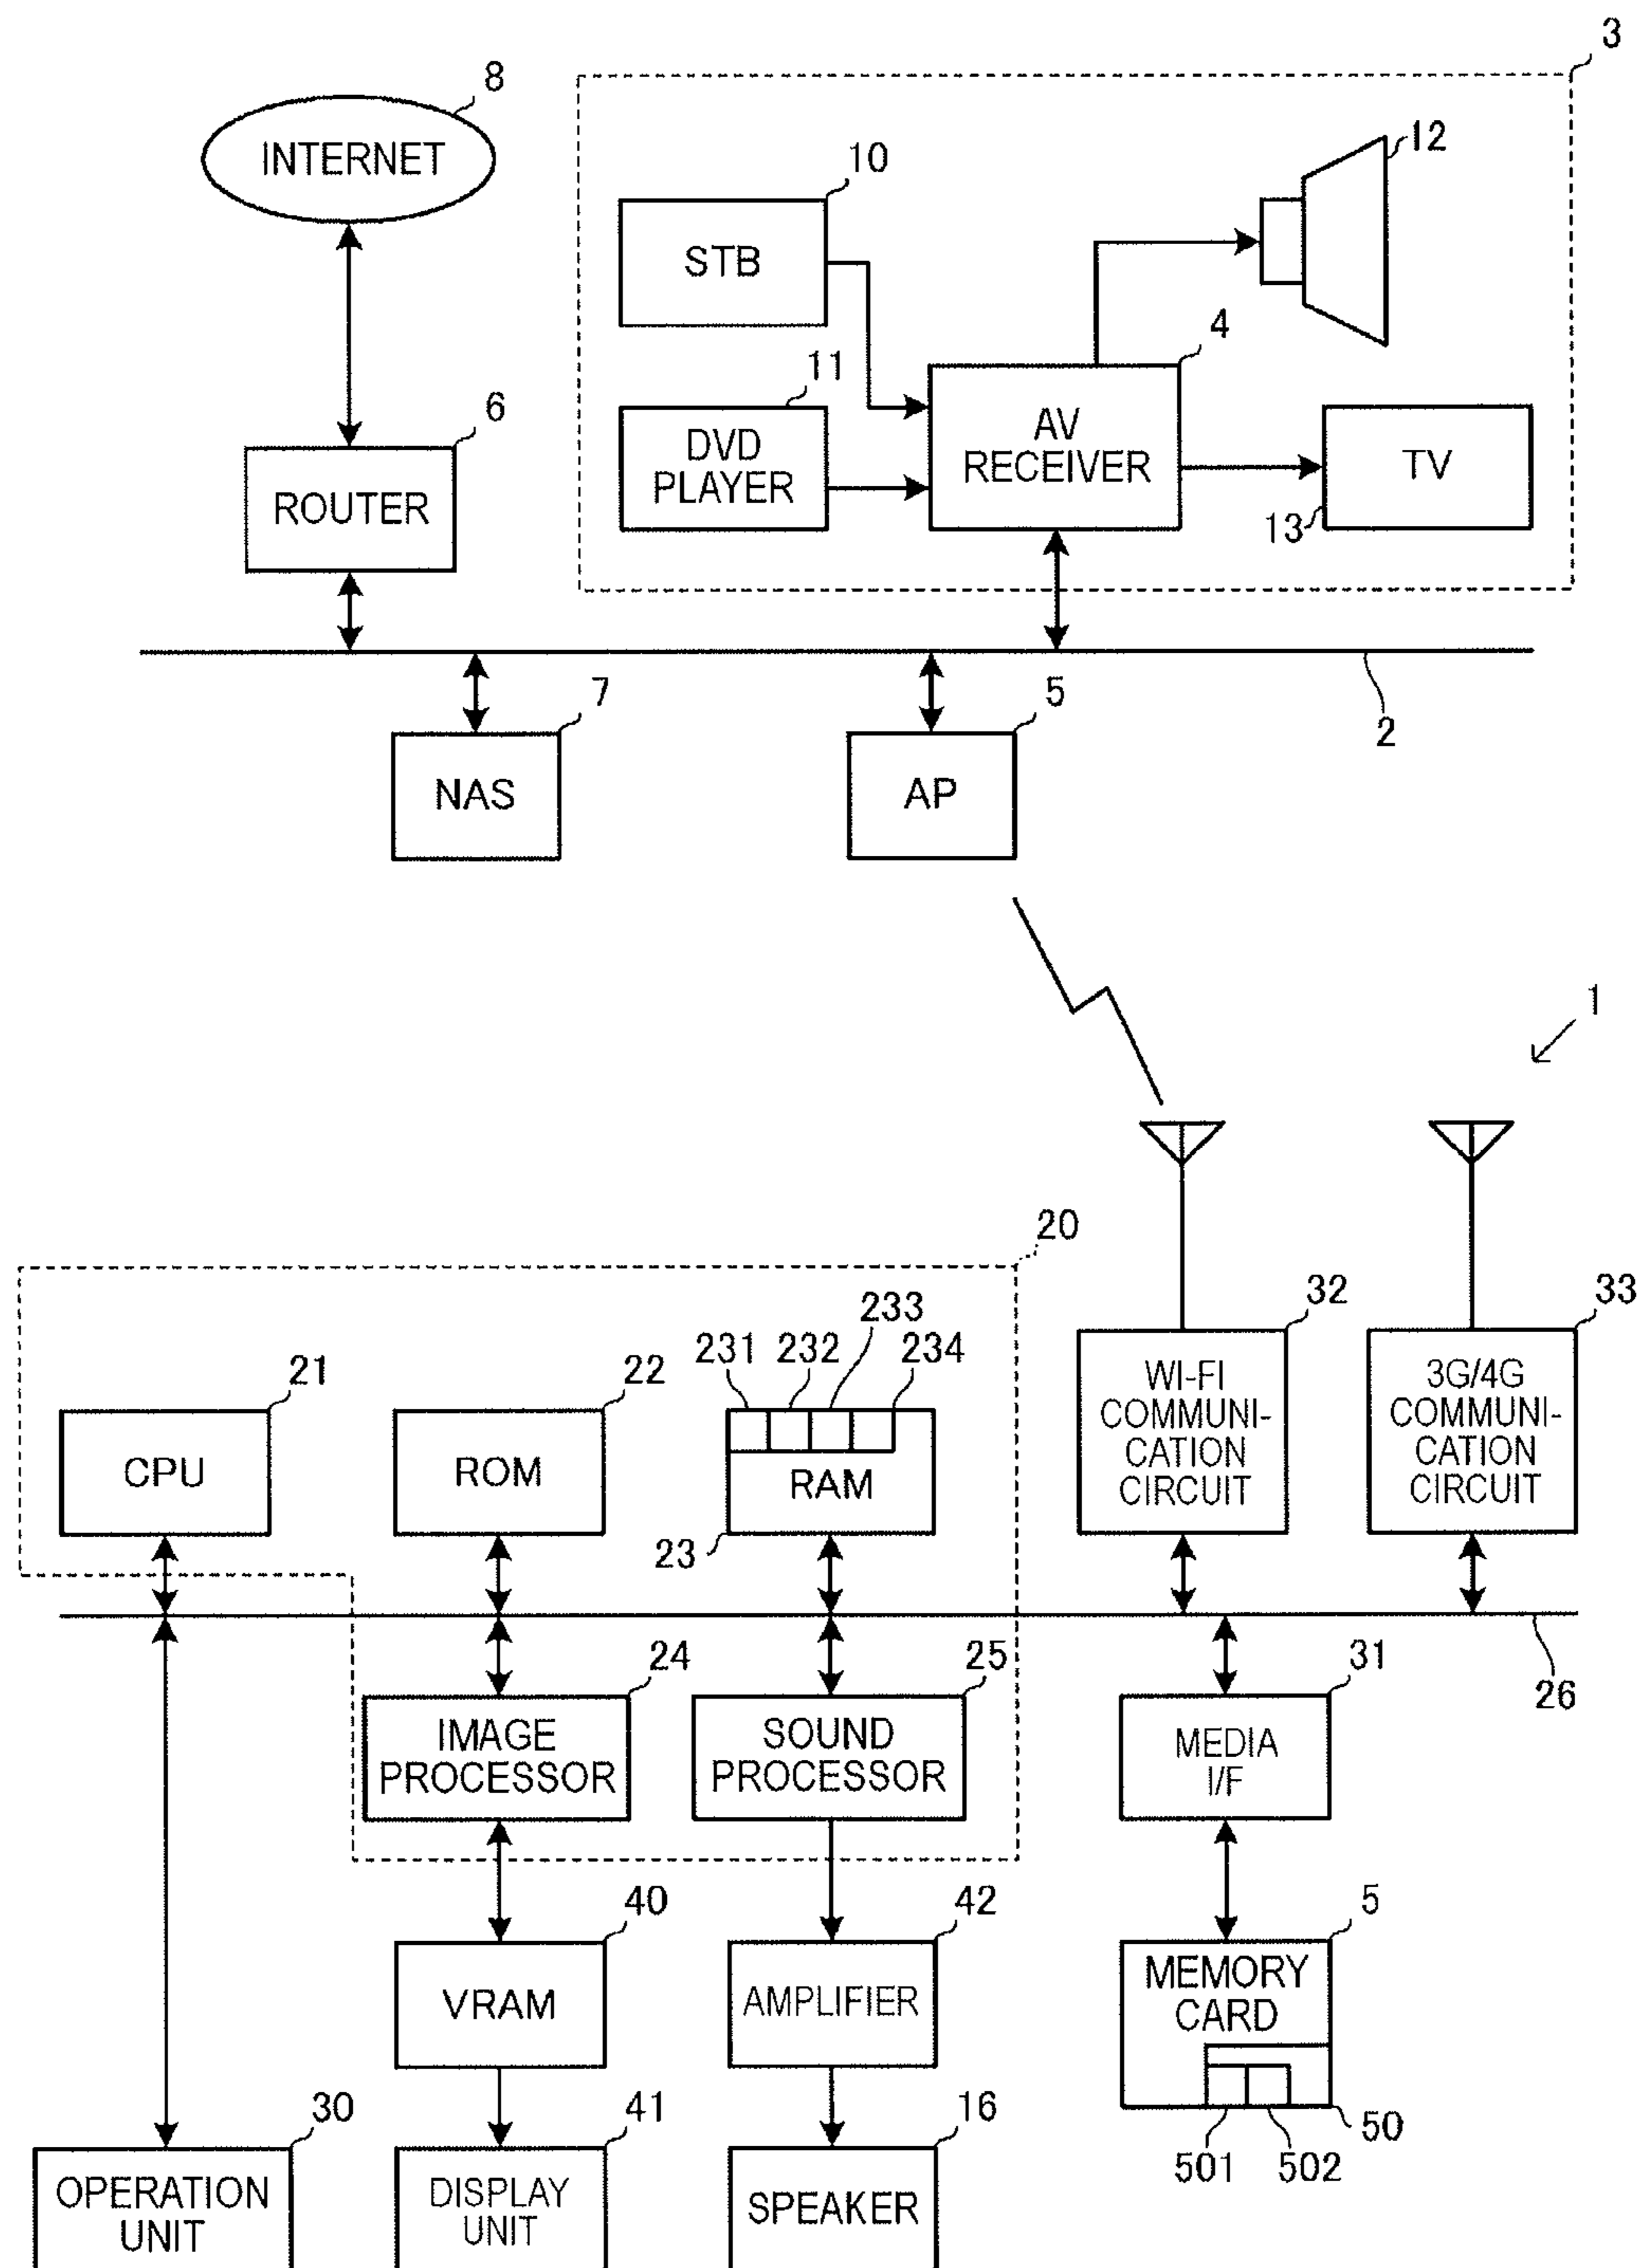 3
8
INTERNET
10
12
STB
4
11
6
DVD
PLAYER
AV
RECEIVER
TV
13
ROUTER
7
5
2
NAS
AP
1
20
233
32
33
231
232
234
21
22
WI-FI
COMMUNI-
CATION
CIRCUIT
3G/4G
COMMUNI-
CATION
CIRCUIT
CPU
ROM
RAM
23
24
25
31
26
IMAGE
PROCESSOR
SOUND
PROCESSOR
MEDIA
I/F
40
42
5
VRAM
AMPLIFIER
MEMORY
CARD
30
41
16
50
501
502
OPERATION
UNIT
DISPLAY
UNIT
SPEAKER